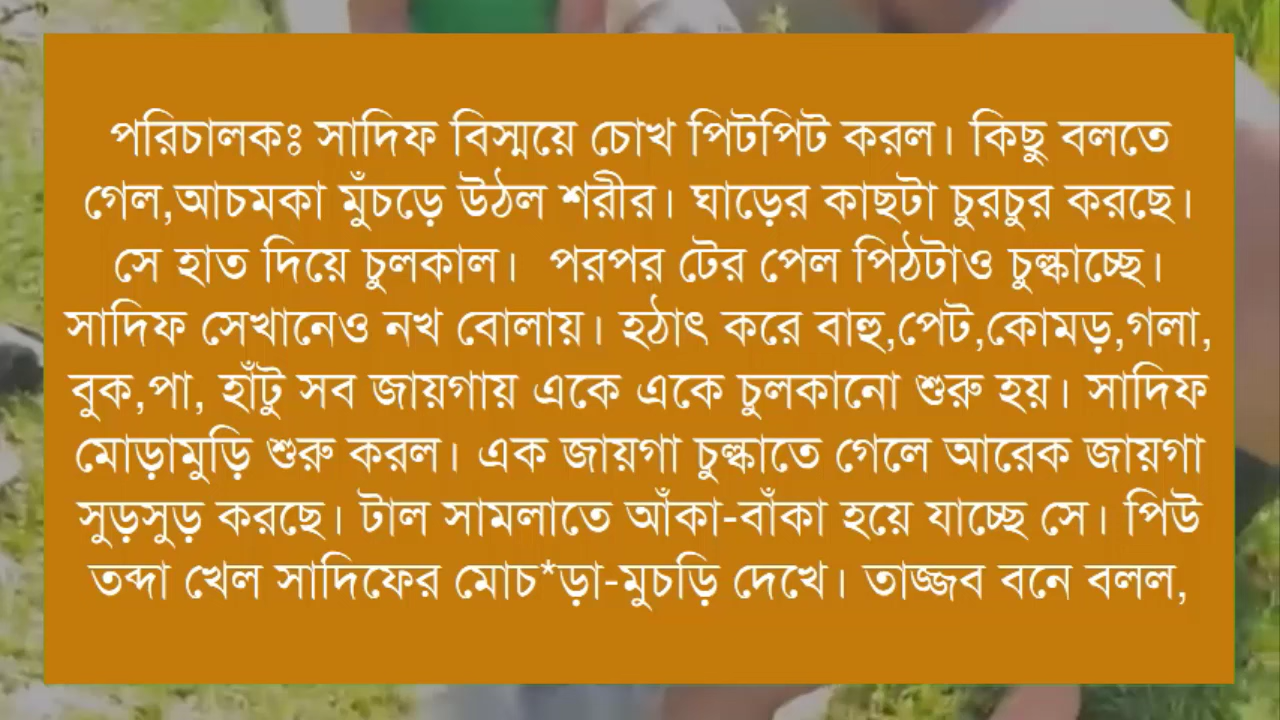 পরিচালকঃ সাদিফ বিস্ময়ে চোখ পিটপিট করল। কিছু বলতে
গেল,আচমকা মুঁচড়ে উঠল শরীর। ঘাড়ের কাছটা চুরচুর করছে।
সে হাত দিয়ে চুলকাল। পরপর টের পেল পিঠটাও চুল্কাচ্ছে।
সাদিফ সেখানেও নখ বোলায়। হঠাৎ করে বাহু,পেট,কোমড়,গলা,
বুক,পা, হাঁটু সব জায়গায় একে একে চুলকানো শুরু হয়। সাদিফ
মোড়ামুড়ি শুরু করল। এক জায়গা চুল্কাতে গেলে আরেক জায়গা
সুড়সুড় করছে। টাল সামলাতে আঁকা-বাঁকা হয়ে যাচ্ছে সে। পিউ
তব্দা খেল সাদিফের মোচ*ড়া-মুচড়ি দেখে। তাজ্জব বনে বলল,